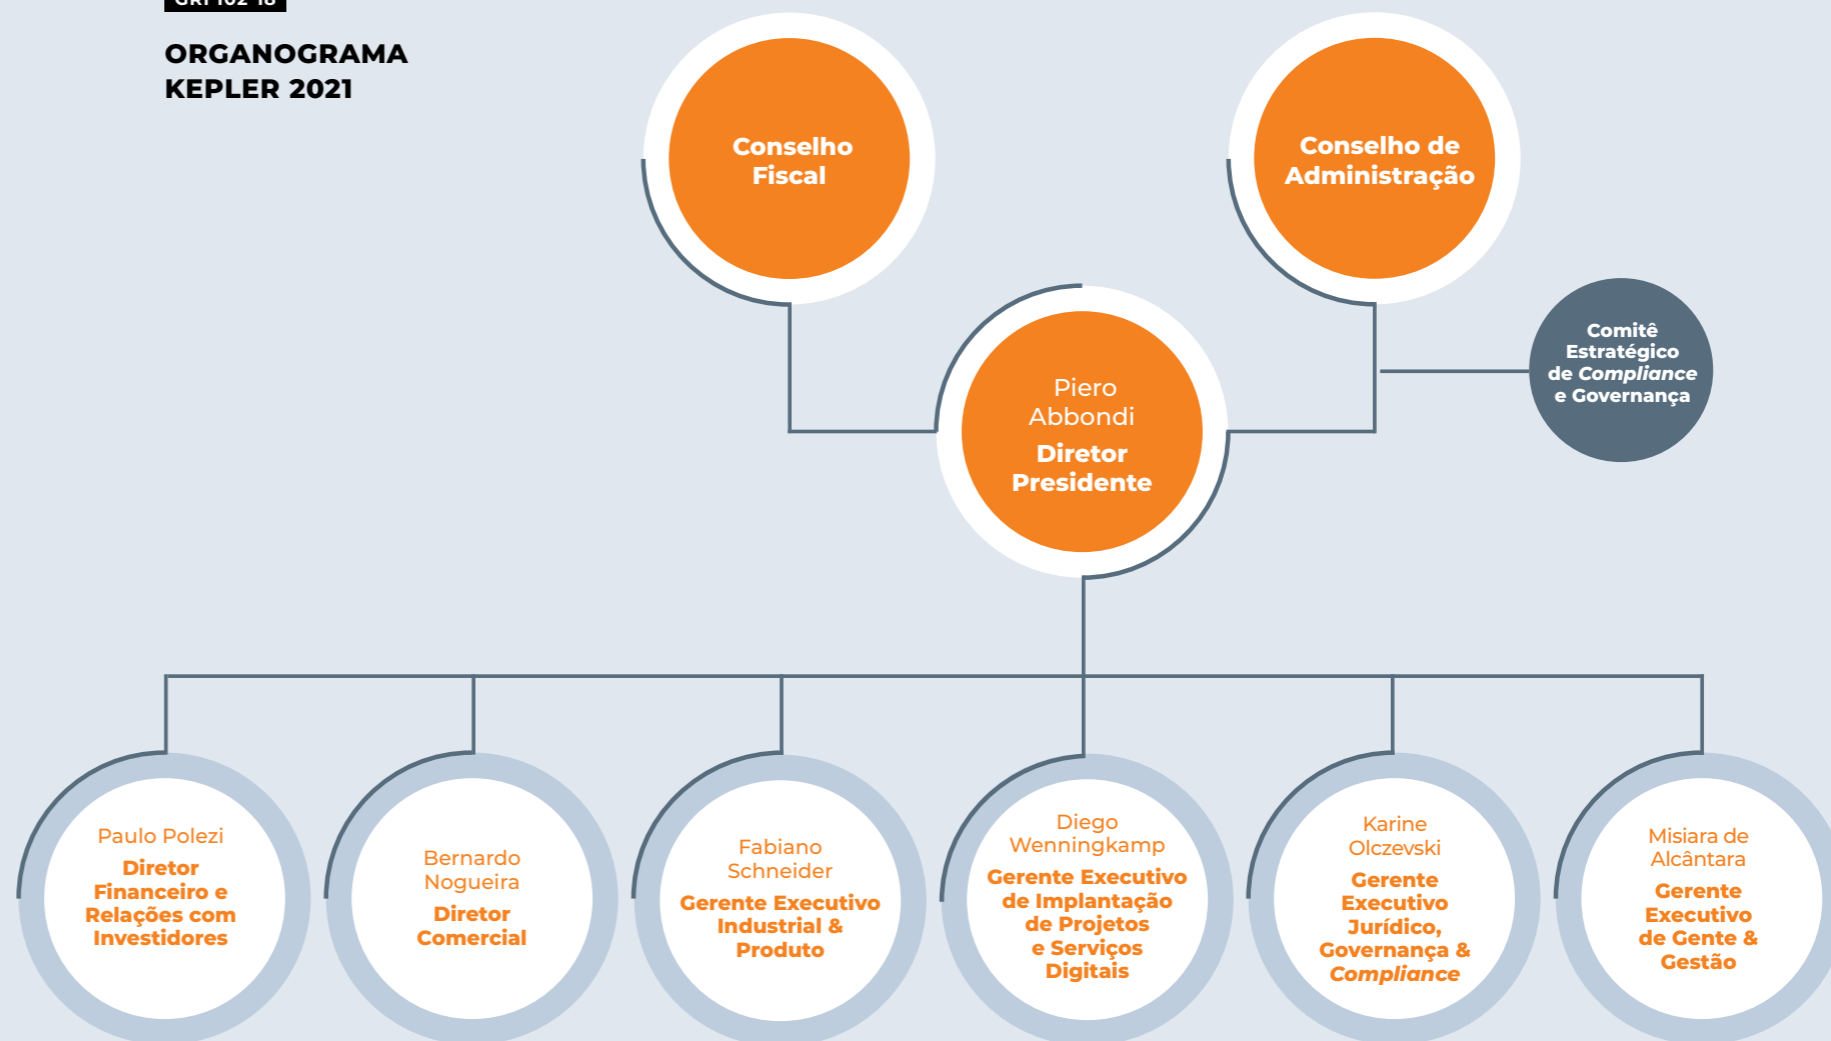 GRI 102-18
ORGANOGRAMA
KEPLER 2021
Conselho
Fiscal
Conselho de
Administração
Comitê
Estratégico
de Compliance
e Governança
Piero
Abbondi
Diretor
Presidente
Paulo Polezi
Diretor
Financeiro e
Relações com
Investidores
Bernardo
Nogueira
Diretor
Comercial
Fabiano
Schneider
Gerente Executivo
Industrial &
Produto
Diego
Wenningkamp
Gerente Executivo
de Implantação
de Projetos
e Serviços
Digitais
Karine
Olczevski
Gerente
Executivo
Jurídico,
Governança &
Compliance
Misiara de
Alcântara
Gerente
Executivo
de Gente &
Gestão